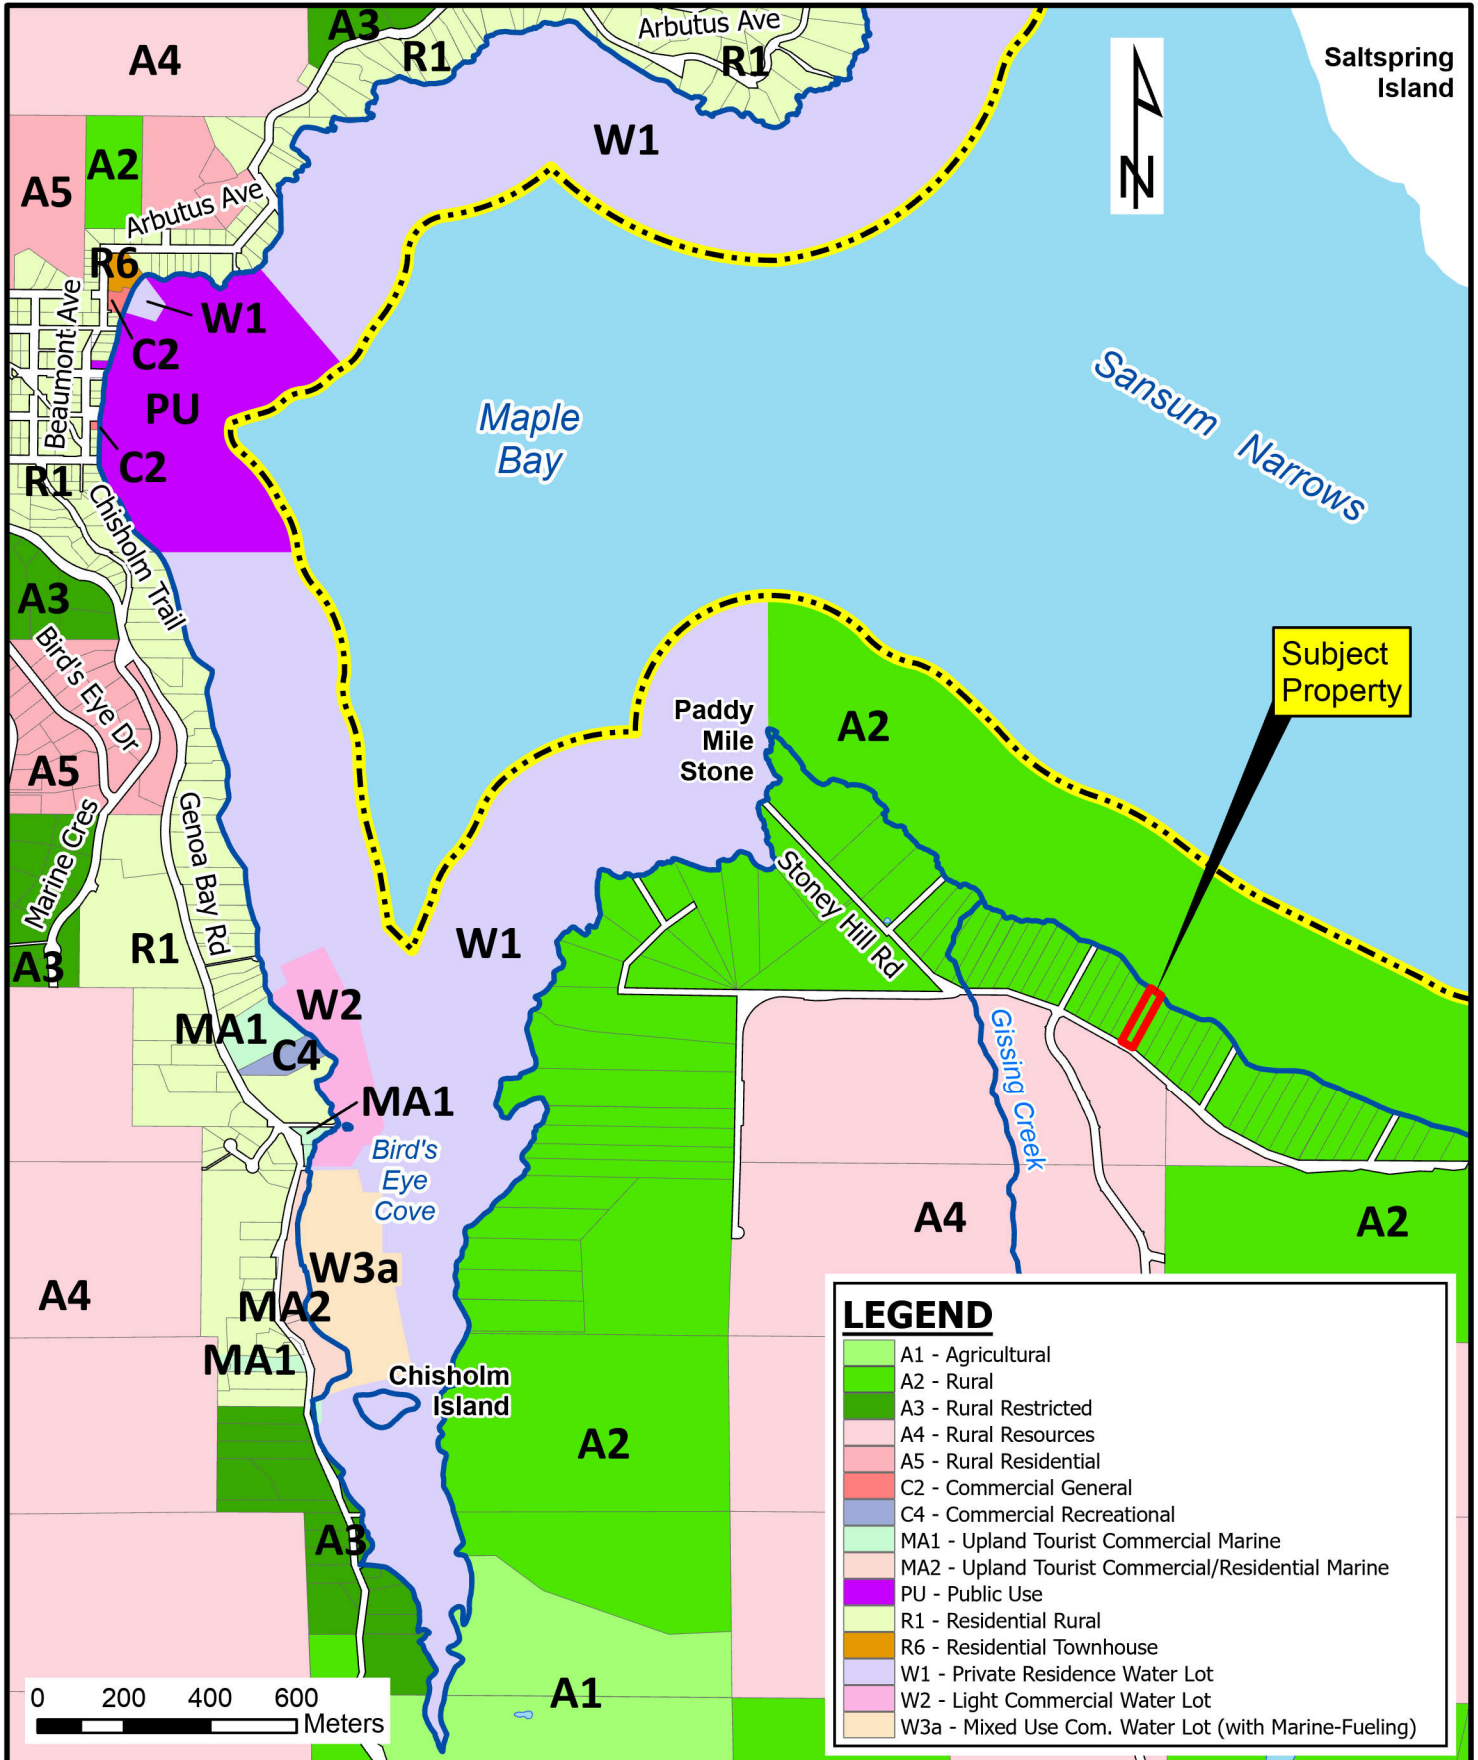 A3
Arbutus Ave
R1
R1
A4
Saltspring
Island
W1
N
A2
A5
Arbutus Ave
R6
W1
Beaumont Ave
C2
PU
Maple
Bay
Sansum Narrows
C2
R1
Chisholm Trail
A3
Bird's Eye Dr
Subject
Property
Paddy
Mile
Stone
A2
A5
Marine Cres
Genoa Bay Rd
Stoney Hill Rd
R1
W1
A3
W2
MA1
C4
Gissing Creek
MA1
Bird's
Eye
Cove
A4
A2
W3a
A4
MA2
MA1
Chisholm
Island
A2
A3
A1
0 200 400 600
Meters
LEGEND
A1 - Agricultural
A2 - Rural
A3 - Rural Restricted
A4 - Rural Resources
A5 - Rural Residential
C2 - Commercial General
C4 - Commercial Recreational
MA1 - Upland Tourist Commercial Marine
MA2 - Upland Tourist Commercial/Residential Marine
PU - Public Use
R1 - Residential Rural
R6 - Residential Townhouse
W1 - Private Residence Water Lot
W2 - Light Commercial Water Lot
W3a - Mixed Use Com. Water Lot (with Marine-Fueling)